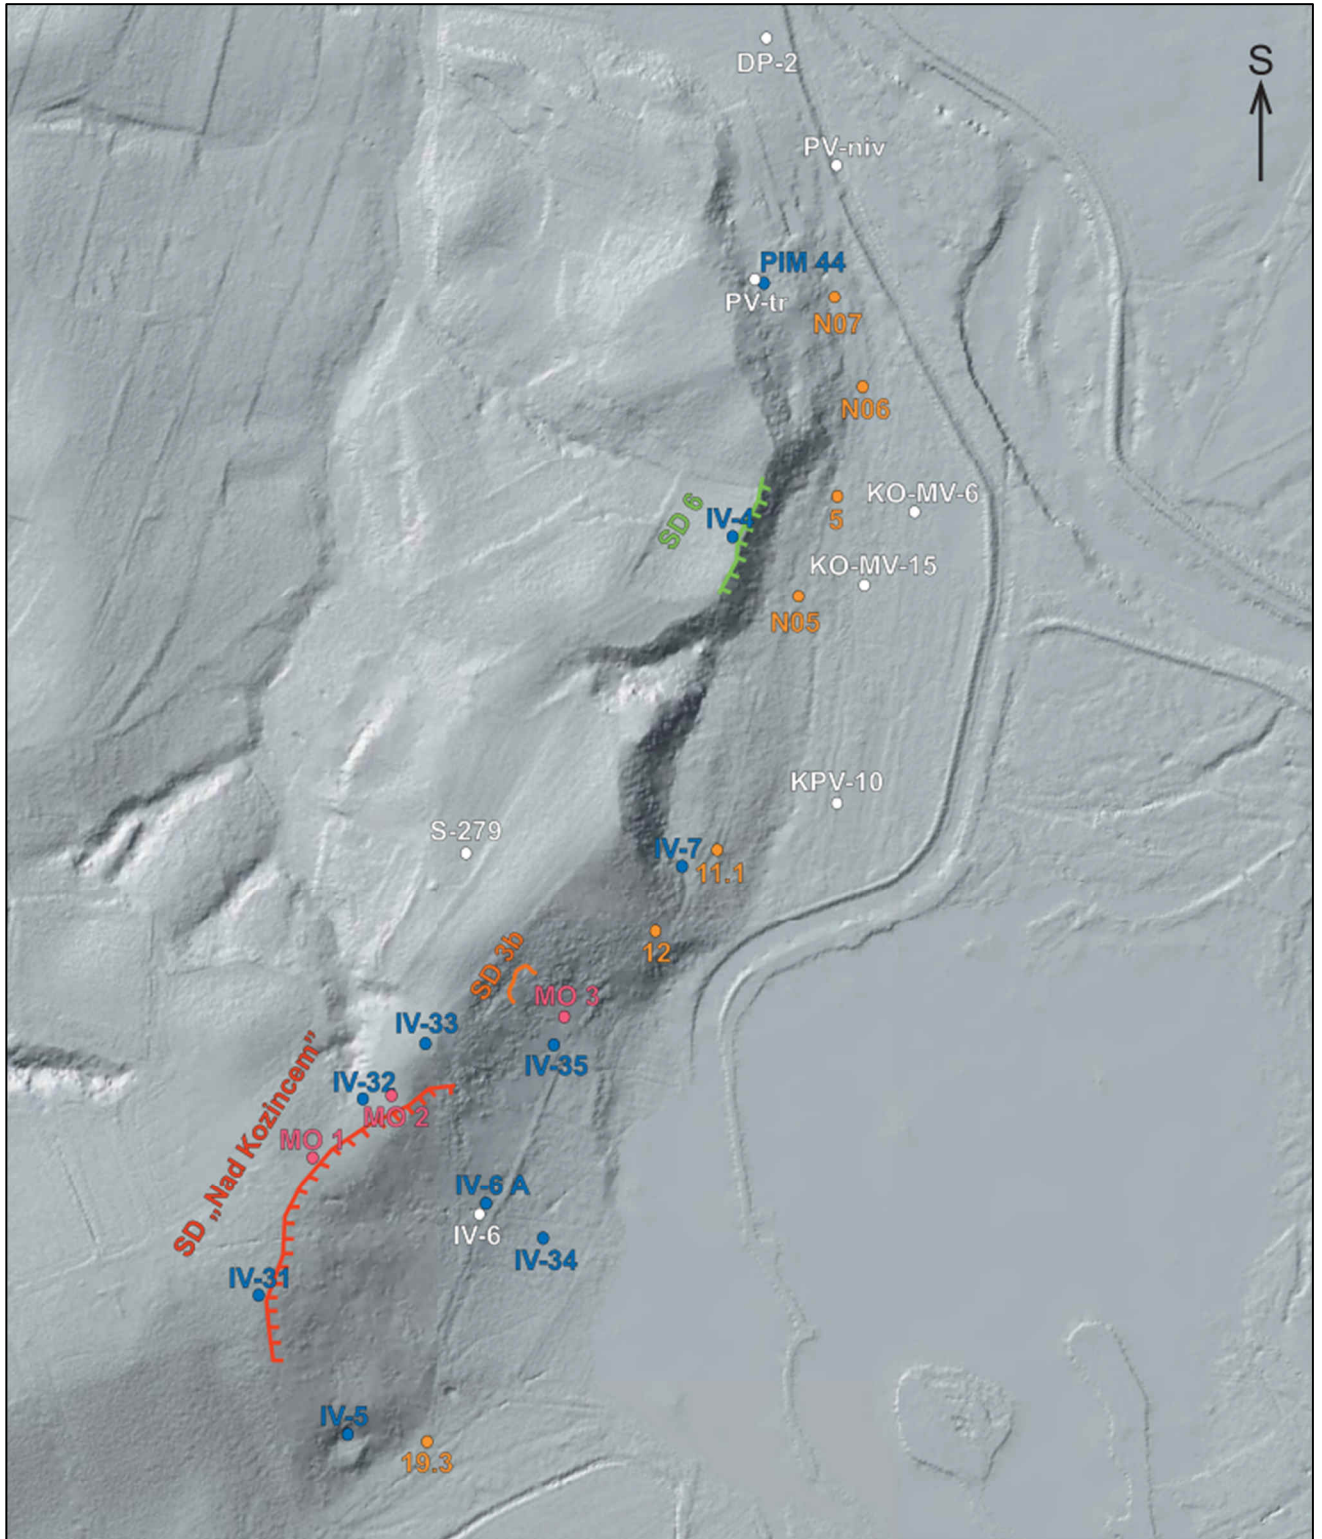 S
DP-2
PV-niv
PIM 44
PV-tr
N07
N06
KO-MV-6
5
SD 6
IV-4
KO-MV-15
N05
KPV-10
S-279
IV-7
11.1
12
SD 3b
MO 3
IV-33
IV-35
IV-32
MO 2
SD „Nad Kozincem”
MO 1
IV-6 A
IV-6
IV-34
IV-31
IV-5
19.3